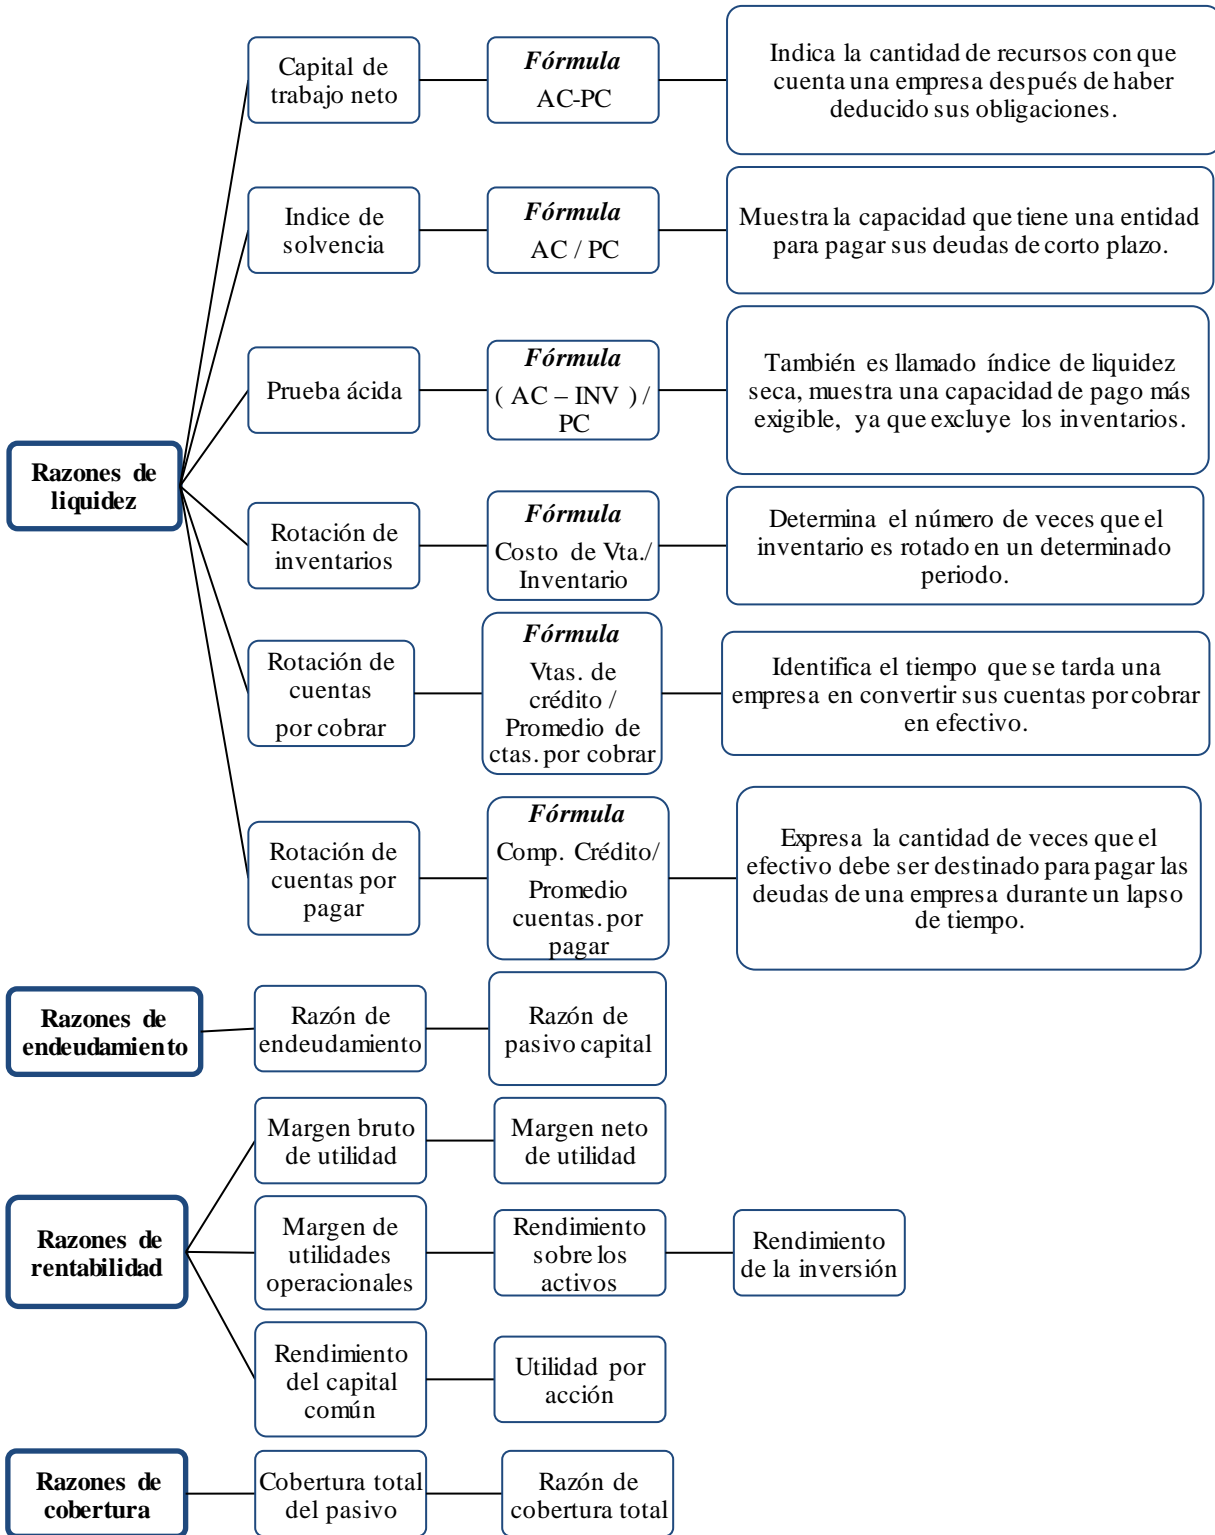 Capital de
trabajo neto
Fórmula
AC-PC
Indica la cantidad de recursos con que
cuenta una empresa después de haber
deducido sus obligaciones.
Indice de
solvencia
Fórmula
AC / PC
Muestra la capacidad que tiene una entidad
para pagar sus deudas de corto plazo.
Prueba ácida
Fórmula
( AC – INV ) /
PC
También es llamado índice de liquidez
seca, muestra una capacidad de pago más
exigible, ya que excluye los inventarios.
Razones de
liquidez
Rotación de
inventarios
Fórmula
Costo de Vta./
Inventario
Determina el número de veces que el
inventario es rotado en un determinado
periodo.
Rotación de
cuentas
por cobrar
Fórmula
Vtas. de
crédito /
Promedio de
ctas. por cobrar
Identifica el tiempo que se tarda una
empresa en convertir sus cuentas por cobrar
en efectivo.
Rotación de
cuentas por
pagar
Fórmula
Comp. Crédito/
Promedio
cuentas. por
pagar
Expresa la cantidad de veces que el
efectivo debe ser destinado para pagar las
deudas de una empresa durante un lapso
de tiempo.
Razones de
endeudamiento
Razón de
endeudamiento
Razón de
pasivo capital
Razones de
rentabilidad
Margen bruto
de utilidad
Margen neto
de utilidad
Margen de
utilidades
operacionales
Rendimiento
sobre los
activos
Rendimiento
de la inversión
Rendimiento
del capital
común
Utilidad por
acción
Razones de
cobertura
Cobertura total
del pasivo
Razón de
cobertura total